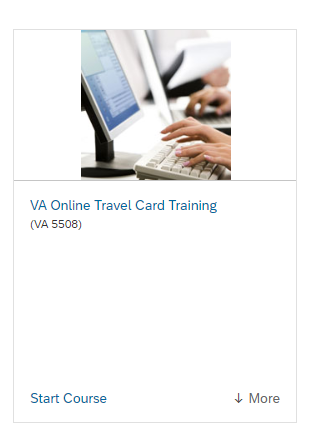 VA Online Travel Card Training
(VA 5508)
Start Course
↓ More